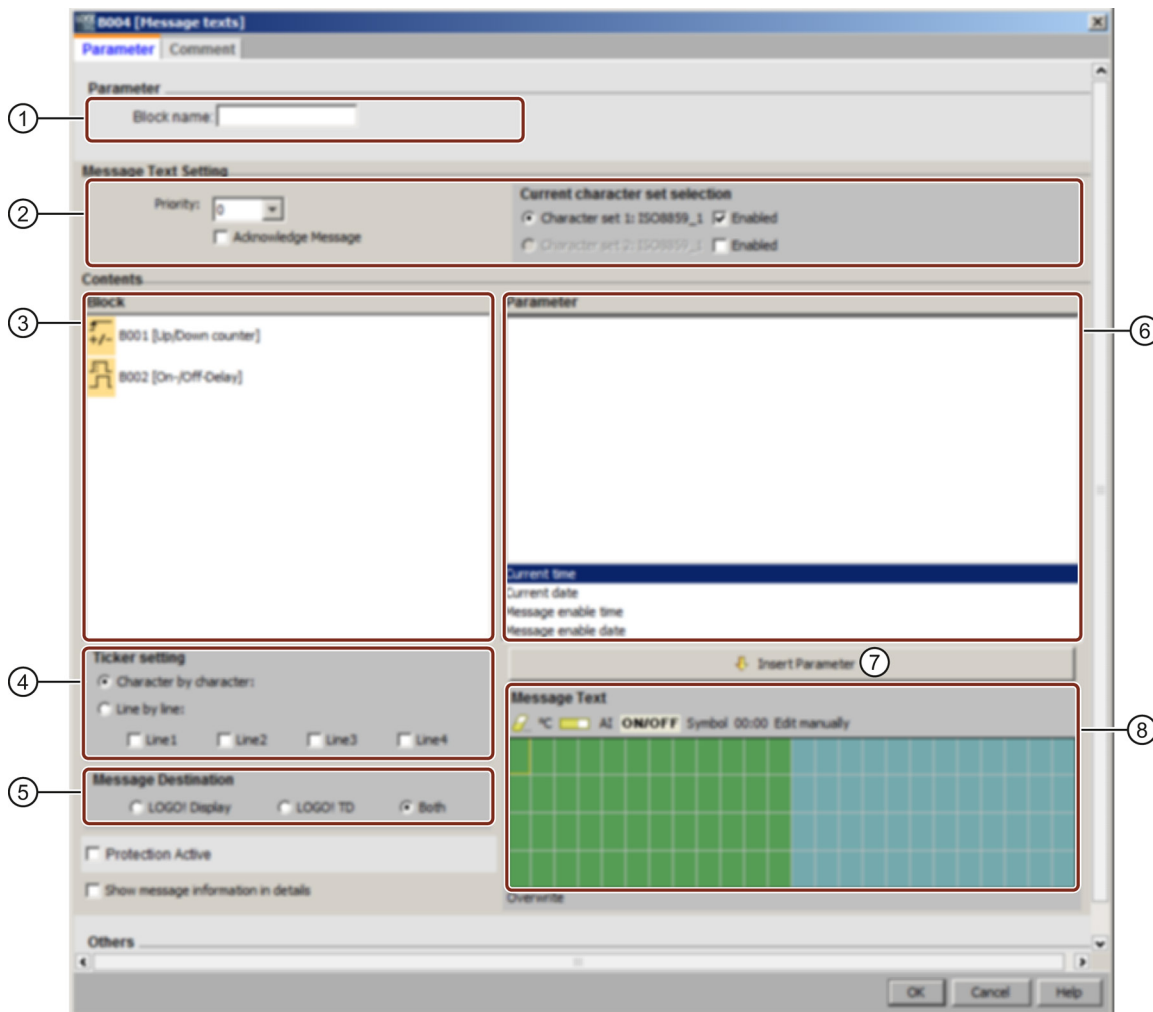 B004 [Message texts]
Parameter Comment
Parameter
1
Block name:
Message Text Setting
2
Priority: 0
Acknowledge Message
Current character set selection
Character set 1: ISO8859_1 Enabled
Character set 2: ISO8859_1 Enabled
Contents
3
Block
B001 [Up/Down counter]
+/-
B002 [On-/Off-Delay]
Parameter
6
Current time
Current date
Message enable time
Message enable date
4
Ticker setting
Character by character:
Line by line:
Line1 Line2 Line3 Line4
Insert Parameter 7
5
Message Destination
LOGO! Display LOGO! TD Both
Message Text
8
°C AI ON/OFF Symbol 00:00 Edit manually
Protection Active
Show message information in details
Overwrite
Others
OK Cancel Help